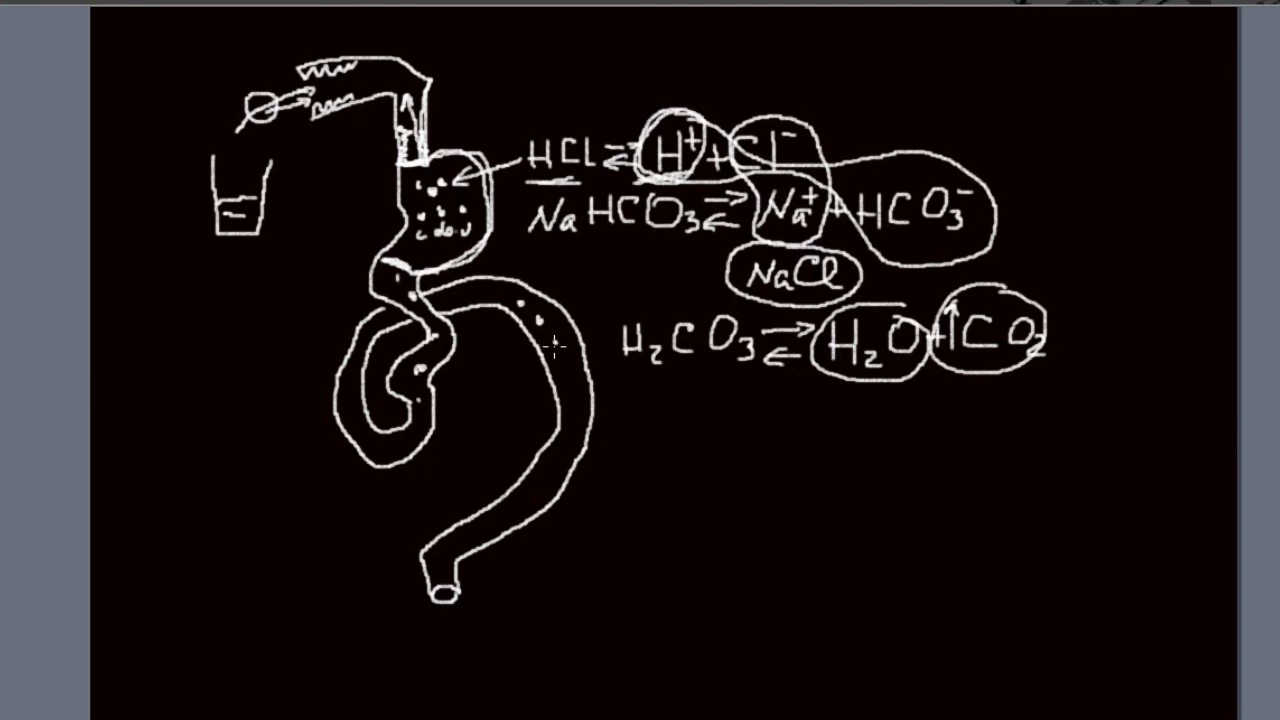 HCl ⇌ H⁺ + Cl⁻
NaHCO₃ ⇌ Na⁺ + HCO₃⁻
NaCl
H₂CO₃ ⇌ H₂O + ↑CO₂